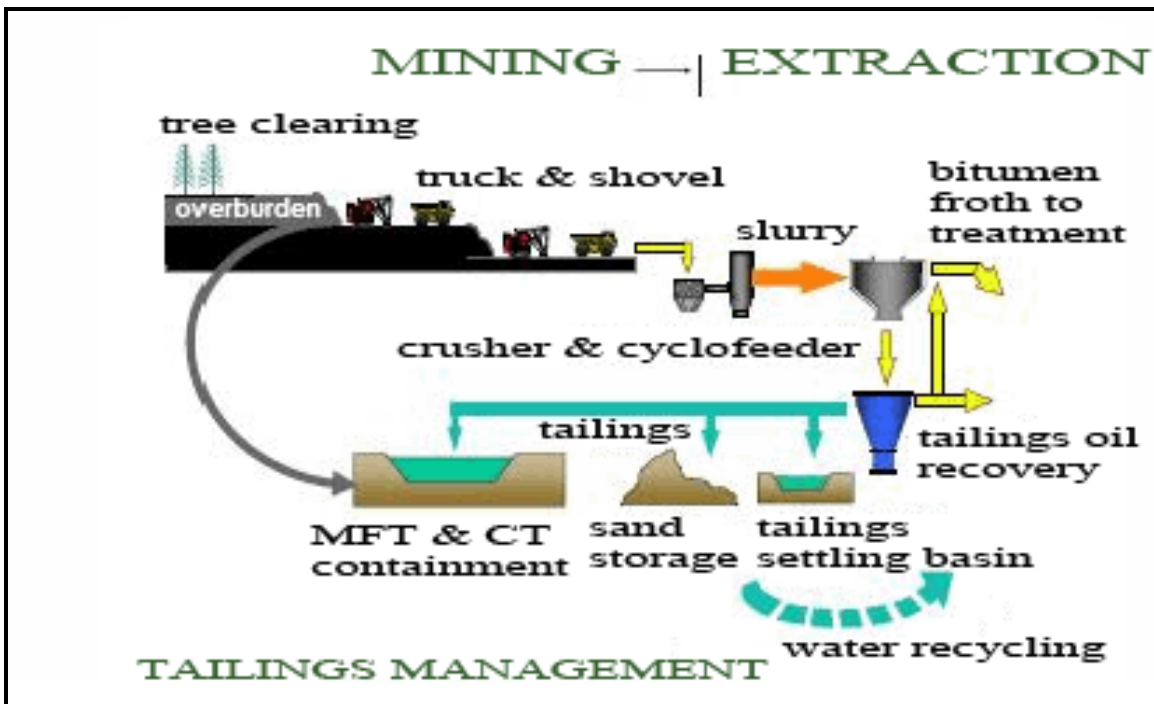 MINING EXTRACTION
tree clearing
truck & shovel
bitumen
froth to
treatment
overburden
slurry
crusher & cyclofeeder
tailings
tailings oil
recovery
MFT & CT
containment
sand
storage
tailings
settling basin
water recycling
TAILINGS MANAGEMENT